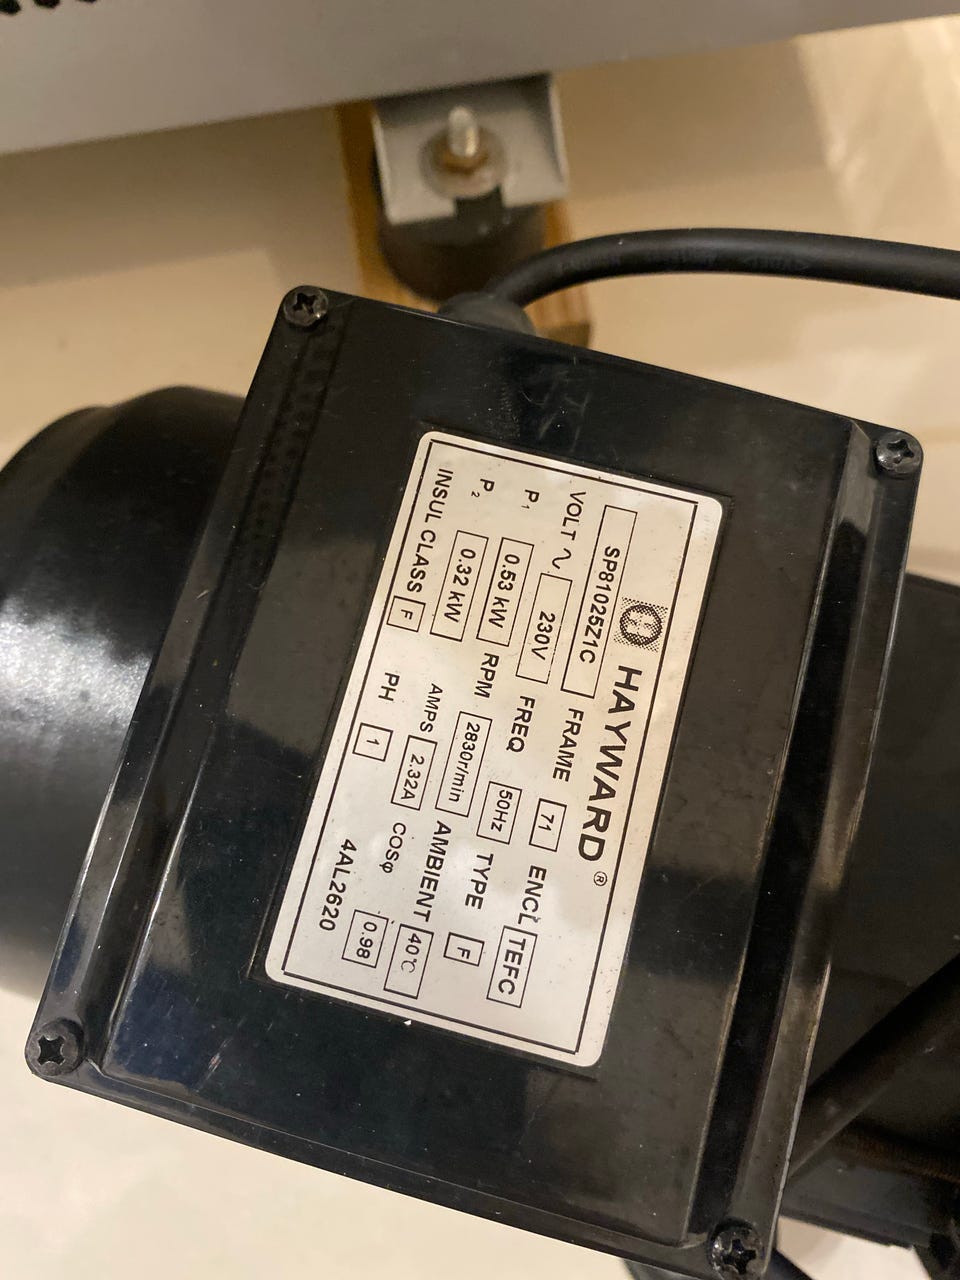 HAYWARD®
SP81025Z1C FRAME 71 ENCL TEFC
VOLT ~ 230V FREQ 50Hz TYPE F
P1 0.53 kW RPM 2830r/min AMBIENT 40℃
P2 0.32 kW AMPS 2.32A COSφ 0.98
INSUL CLASS F PH 1 4AL2620